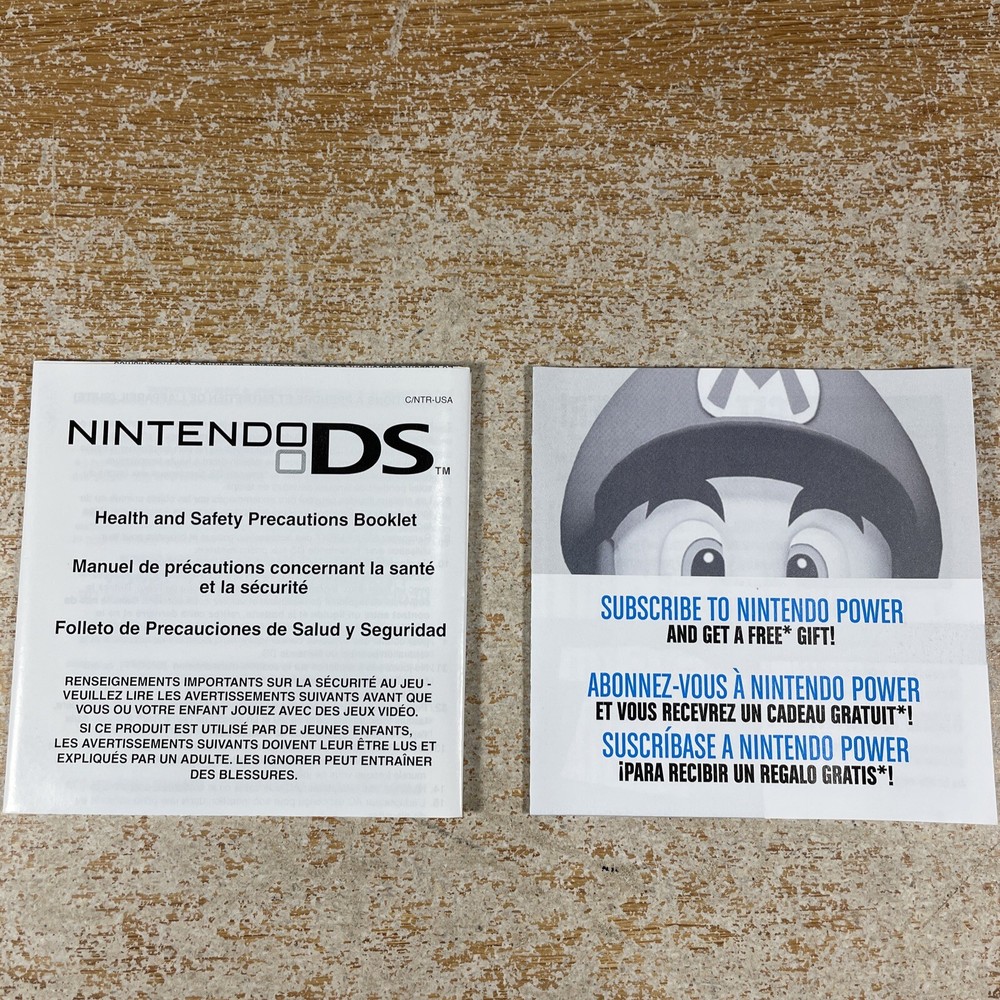 C/NTR-USA
NINTENDO DS™
Health and Safety Precautions Booklet
Manuel de précautions concernant la santé
et la sécurité
Folleto de Precauciones de Salud y Seguridad
RENSEIGNEMENTS IMPORTANTS SUR LA SÉCURITÉ AU JEU -
VEUILLEZ LIRE LES AVERTISSEMENTS SUIVANTS AVANT QUE
VOUS OU VOTRE ENFANT JOUIEZ AVEC DES JEUX VIDÉO.
SI CE PRODUIT EST UTILISÉ PAR DE JEUNES ENFANTS,
LES AVERTISSEMENTS SUIVANTS DOIVENT LEUR ÊTRE LUS ET
EXPLIQUÉS PAR UN ADULTE. LES IGNORER PEUT ENTRAÎNER
DES BLESSURES.
M
SUBSCRIBE TO NINTENDO POWER
AND GET A FREE* GIFT!
ABONNEZ-VOUS À NINTENDO POWER
ET VOUS RECEVREZ UN CADEAU GRATUIT*!
SUSCRÍBASE A NINTENDO POWER
¡PARA RECIBIR UN REGALO GRATIS*!